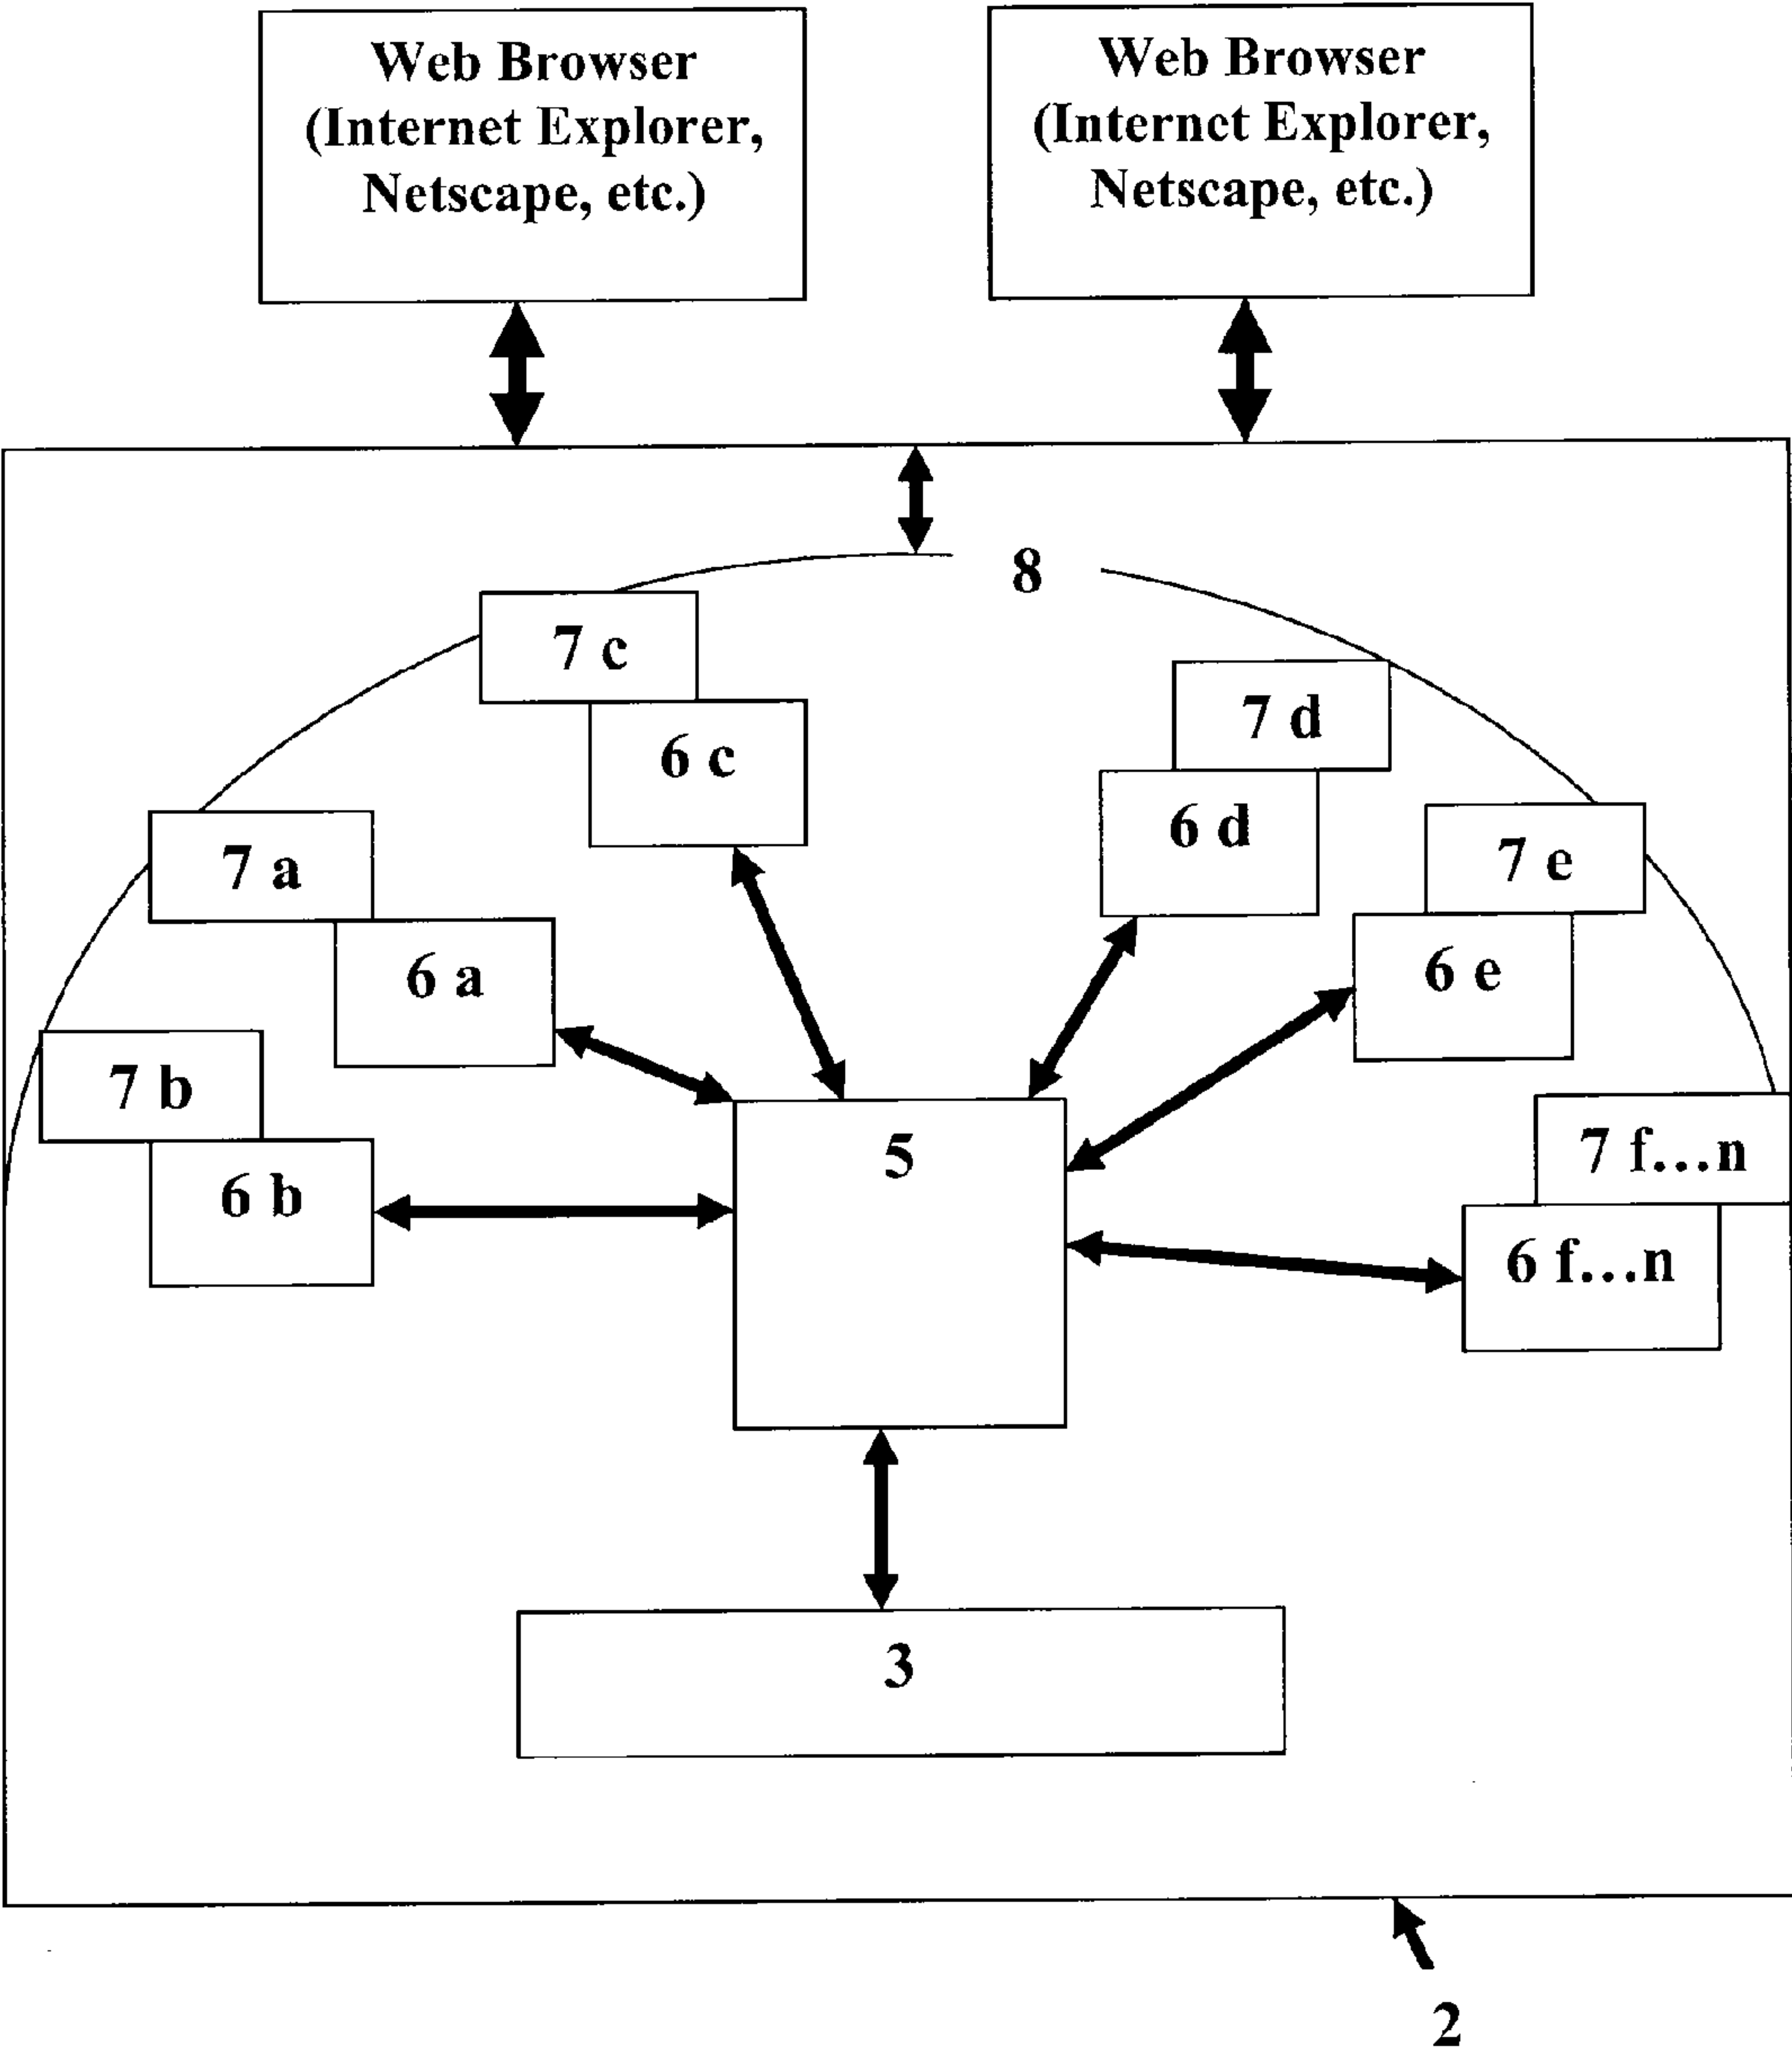 Web Browser
(Internet Explorer,
Netscape, etc.)
Web Browser
(Internet Explorer,
Netscape, etc.)
8
7 c
6 c
7 d
6 d
7 a
6 a
7 e
6 e
7 b
6 b
5
7 f...n
6 f...n
3
2